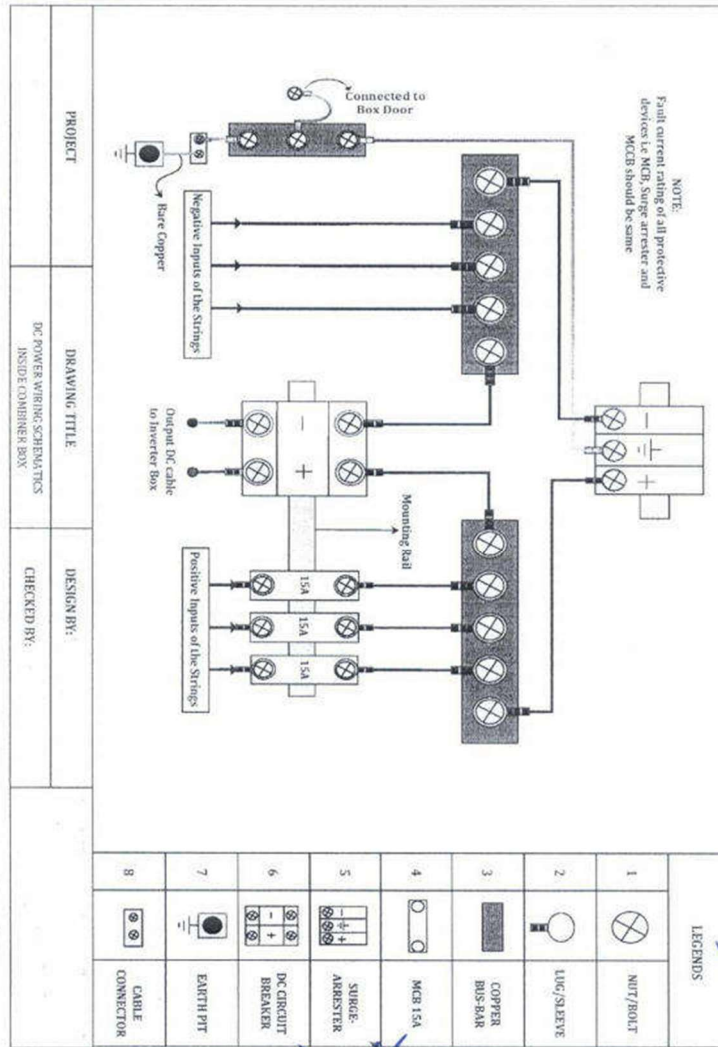 NOTE:
Fault current rating of all protective
devices i.e MCB, Surge arrester and
MCCB should be same
Connected to
Box Door
Bare Copper
Negative Inputs of the Strings
Output DC cable
to Inverter Box
Mounting Rail
Positive Inputs of the Strings
15A
15A
15A
−
+
−
+
LEGENDS
1
NUT/BOLT
2
LUG/SLEEVE
3
COPPER
BUS-BAR
4
MCB 15A
5
SURGE-
ARRESTER
− +
6
DC CIRCUIT
BREAKER
− +
7
EARTH PIT
8
CABLE
CONNECTOR
PROJECT
DRAWING TITLE
DC POWER WIRING SCHEMATICS
INSIDE COMBINER BOX
DESIGN BY:
CHECKED BY: